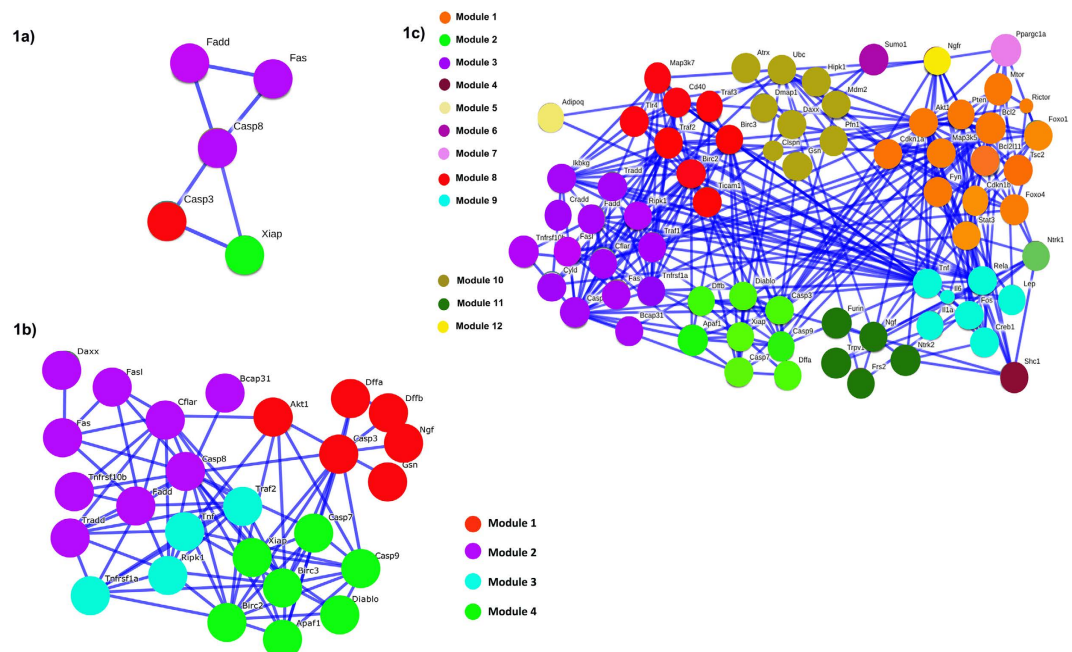 1a)
Fadd
Fas
Casp8
Casp3
Xiap
Module 1
Module 2
Module 3
Module 4
Module 5
Module 6
Module 7
Module 8
Module 9
Module 10
Module 11
Module 12
1c)
Adipoq
Map3k7
Cd40
Tlr4
Traf3
Traf2
Birc3
Birc2
Ticam1
Atrx
Ubc
Hipk1
Dmap1
Mdm2
Daxx
Pin1
Clspn
Gsn
Sumo1
Ngfr
Ppargc1a
Mtor
Rictor
Akt1
Pten
Bcl2
Foxo1
Cdkn1a
Map3k5
Bcl2l11
Tsc2
Fyn
Cdkn1b
Foxo4
Stat3
Ntrk1
Ikbkg
Tradd
Cradd
Fadd
Ripk1
Tnfrsf10b
Fasl
Cflar
Traf1
Cyld
Fas
Tnfrsf1a
Casp
Bcap31
Dffb
Diablo
Casp3
Apaf1
Xiap
Casp9
Casp7
Dffa
Furin
Ngf
Trpv1
Frs2
Ntrk2
Tnf
Rela
Il6
Lep
Il1a
Fos
Creb1
Shc1
1b)
Daxx
Fasl
Bcap31
Cflar
Fas
Akt1
Dffa
Dffb
Ngf
Casp3
Gsn
Casp8
Tnfrsf10b
Fadd
Traf2
Tradd
Tnf
Casp7
Xiap
Ripk1
Casp9
Tnfrsf1a
Birc3
Birc2
Diablo
Apaf1
Module 1
Module 2
Module 3
Module 4